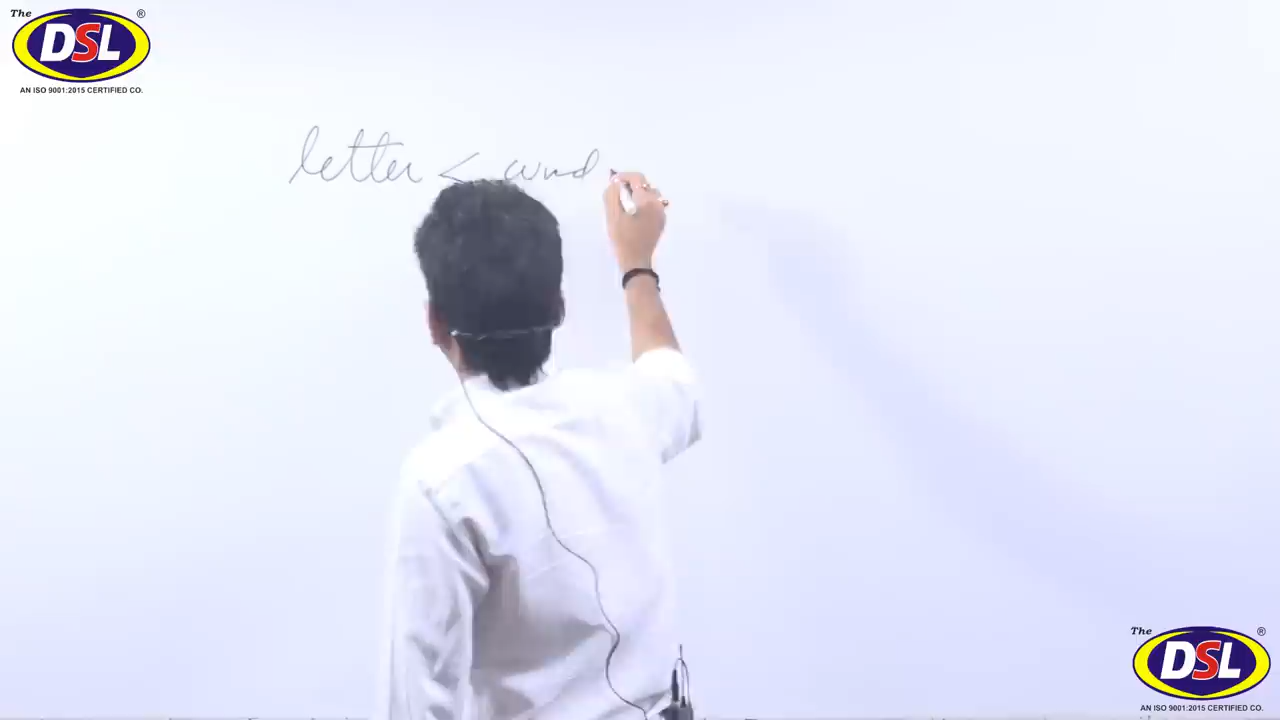 The DSL ®
AN ISO 9001:2015 CERTIFIED CO.
letter < word
The DSL ®
AN ISO 9001:2015 CERTIFIED CO.